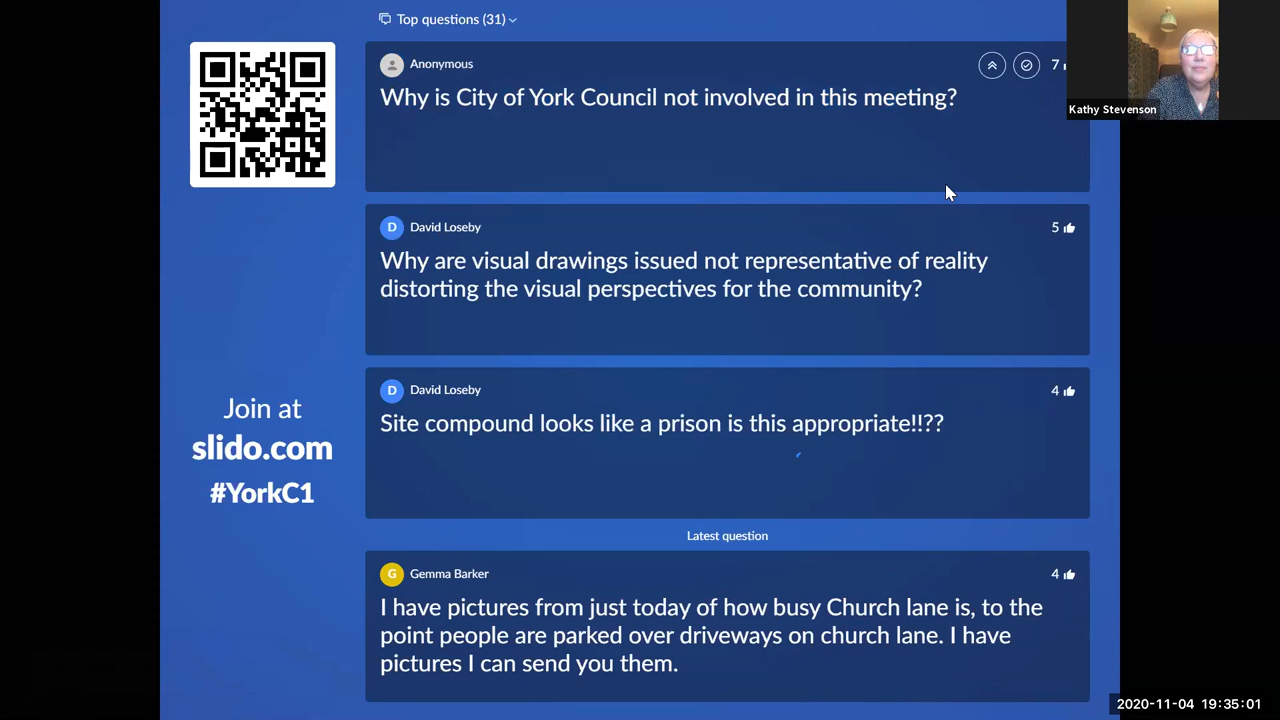 Top questions (31)
Anonymous
7
Why is City of York Council not involved in this meeting?
Kathy Stevenson
David Loseby
5
Why are visual drawings issued not representative of reality
distorting the visual perspectives for the community?
D
David Loseby
4
Site compound looks like a prison is this appropriate!!??
D
Join at
slido.com
#YorkC1
Latest question
G
Gemma Barker
4
I have pictures from just today of how busy Church lane is, to the
point people are parked over driveways on church lane. I have
pictures I can send you them.
2020-11-04 19:35:01